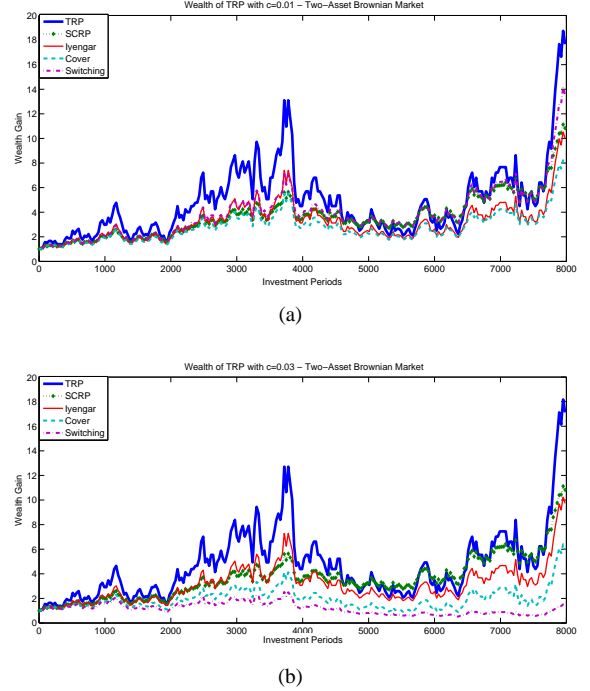 Wealth of TRP with c=0.01 − Two−Asset Brownian Market
20
18
16
14
12
10
8
6
4
2
0
Wealth Gain
TRP
SCRP
Iyengar
Cover
Switching
0 1000 2000 3000 4000 5000 6000 7000 8000
Investment Periods
(a)
Wealth of TRP with c=0.03 − Two−Asset Brownian Market
20
18
16
14
12
10
8
6
4
2
0
Wealth Gain
TRP
SCRP
Iyengar
Cover
Switching
0 1000 2000 3000 4000 5000 6000 7000 8000
Investment Periods
(b)